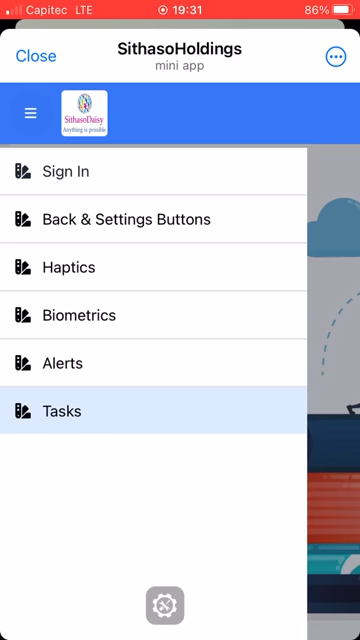 Capitec LTE 19:31 86%
Close
SithasoHoldings
mini app
SithasoDaisy
Anything is possible
Sign In
Back & Settings Buttons
Haptics
Biometrics
Alerts
Tasks